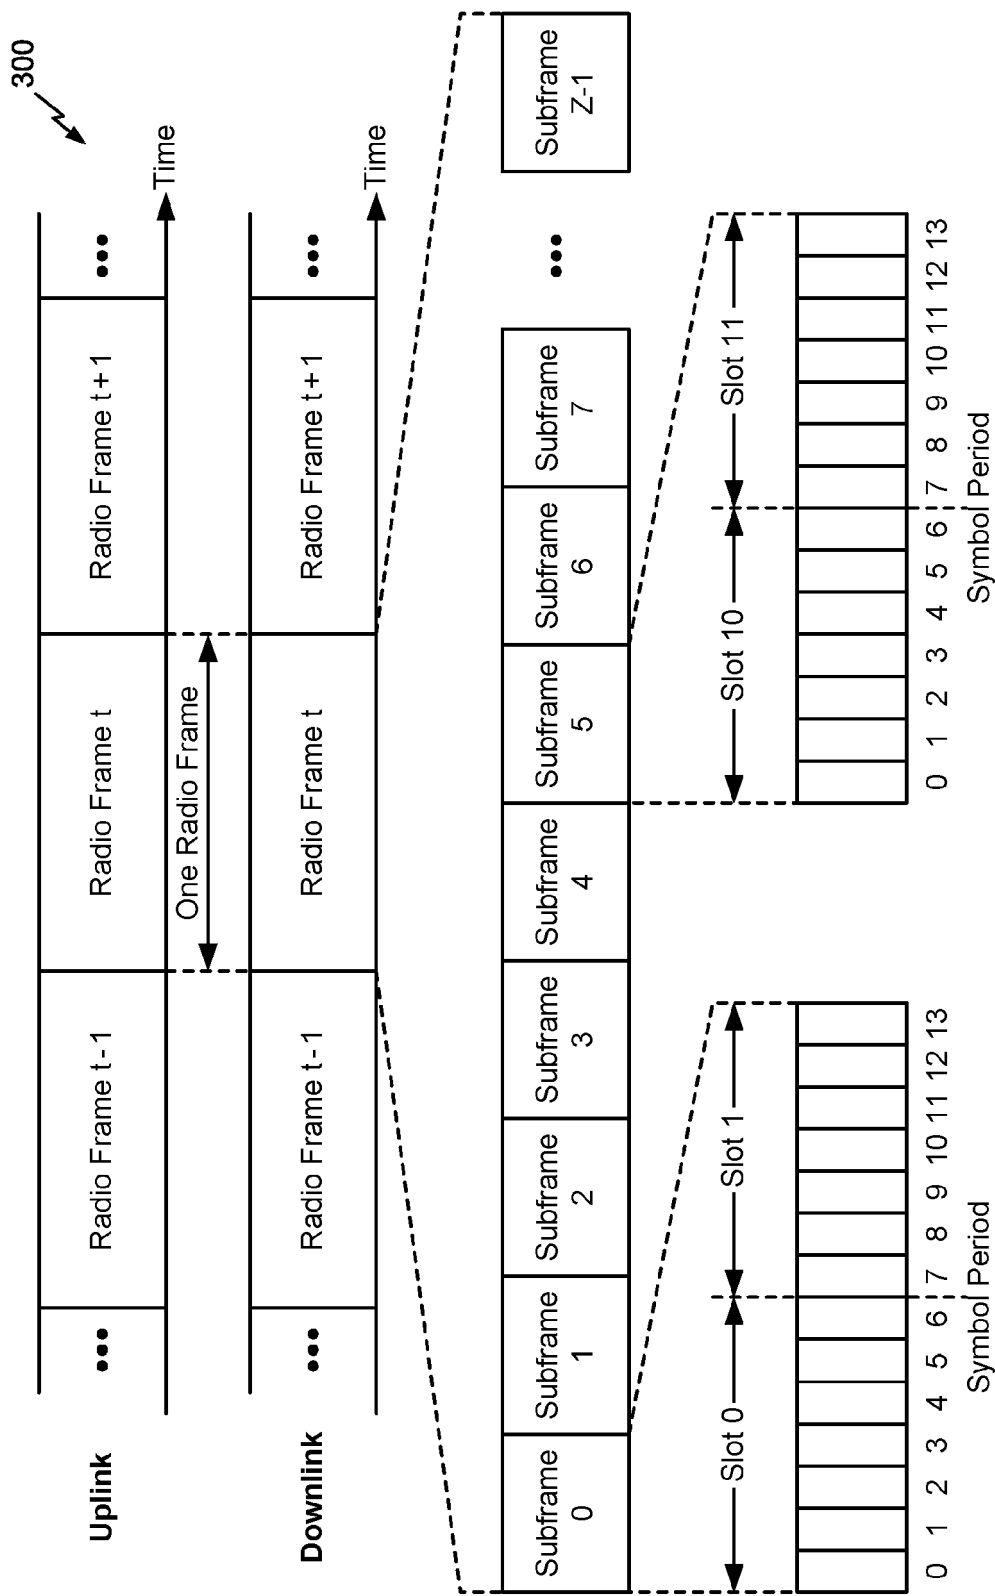 300
Uplink
••• Radio Frame t - 1 Radio Frame t Radio Frame t + 1 •••
Time
One Radio Frame
Downlink
••• Radio Frame t - 1 Radio Frame t Radio Frame t + 1 •••
Time
Subframe 0
Subframe 1
Subframe 2
Subframe 3
Subframe 4
Subframe 5
Subframe 6
Subframe 7
•••
Subframe Z-1
Slot 0 Slot 1
0 1 2 3 4 5 6 7 8 9 10 11 12 13
Symbol Period
Slot 10 Slot 11
0 1 2 3 4 5 6 7 8 9 10 11 12 13
Symbol Period